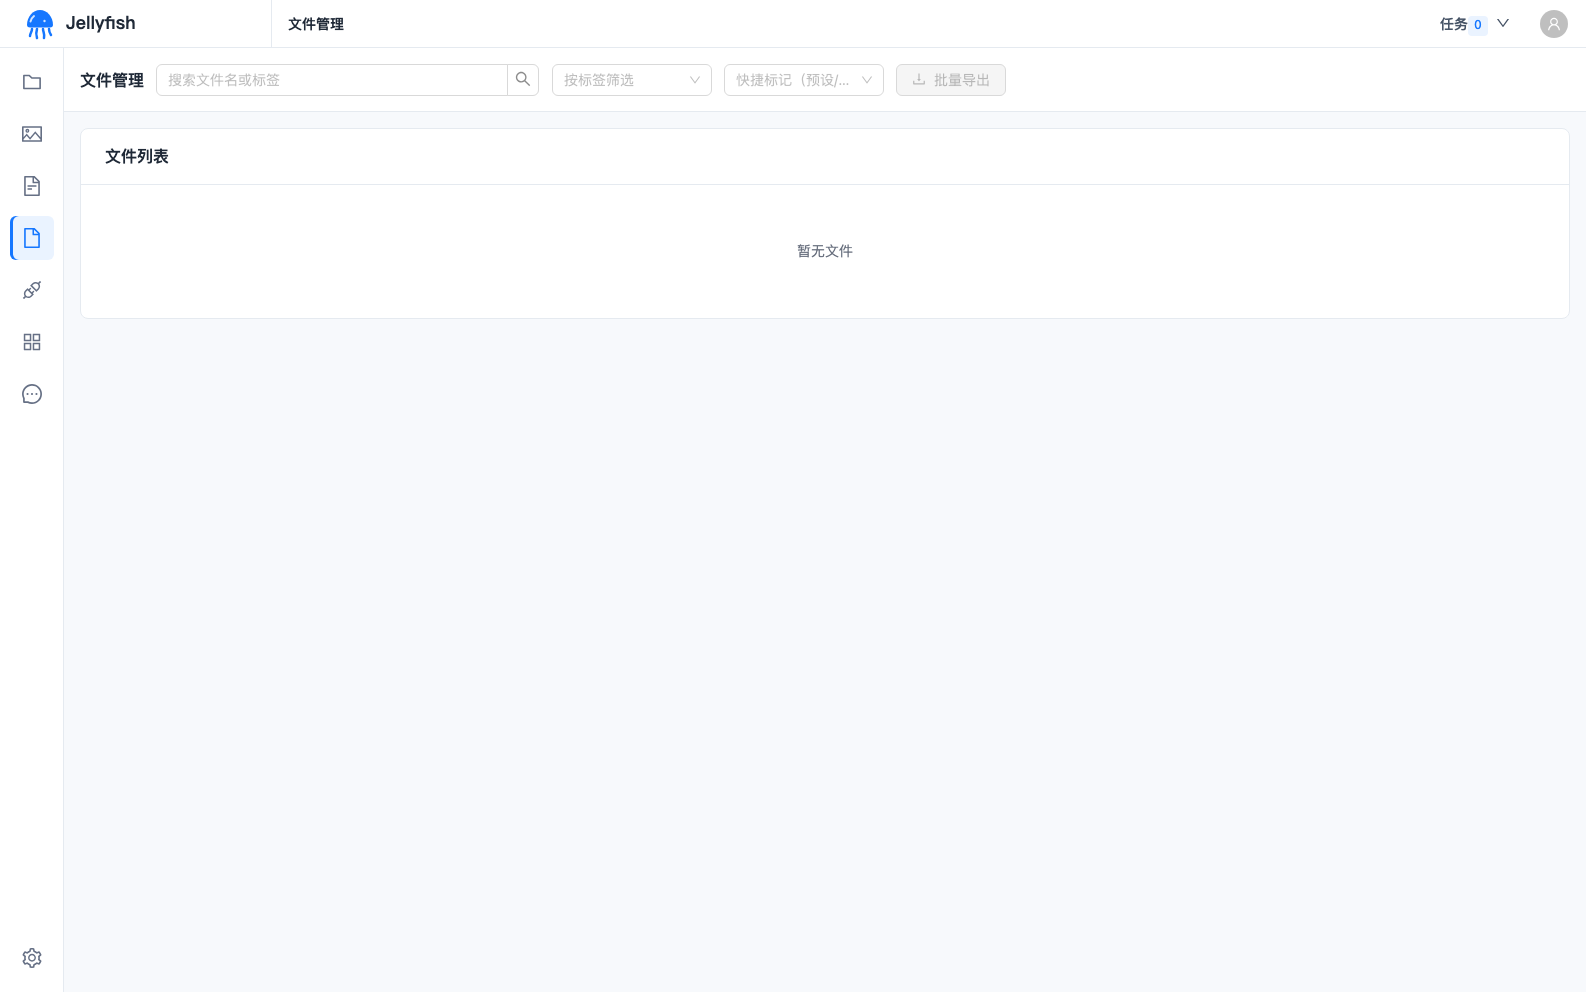 Jellyfish
文件管理
任务 0
文件管理
搜索文件名或标签
按标签筛选
快捷标记（预设/...
批量导出
文件列表
暂无文件